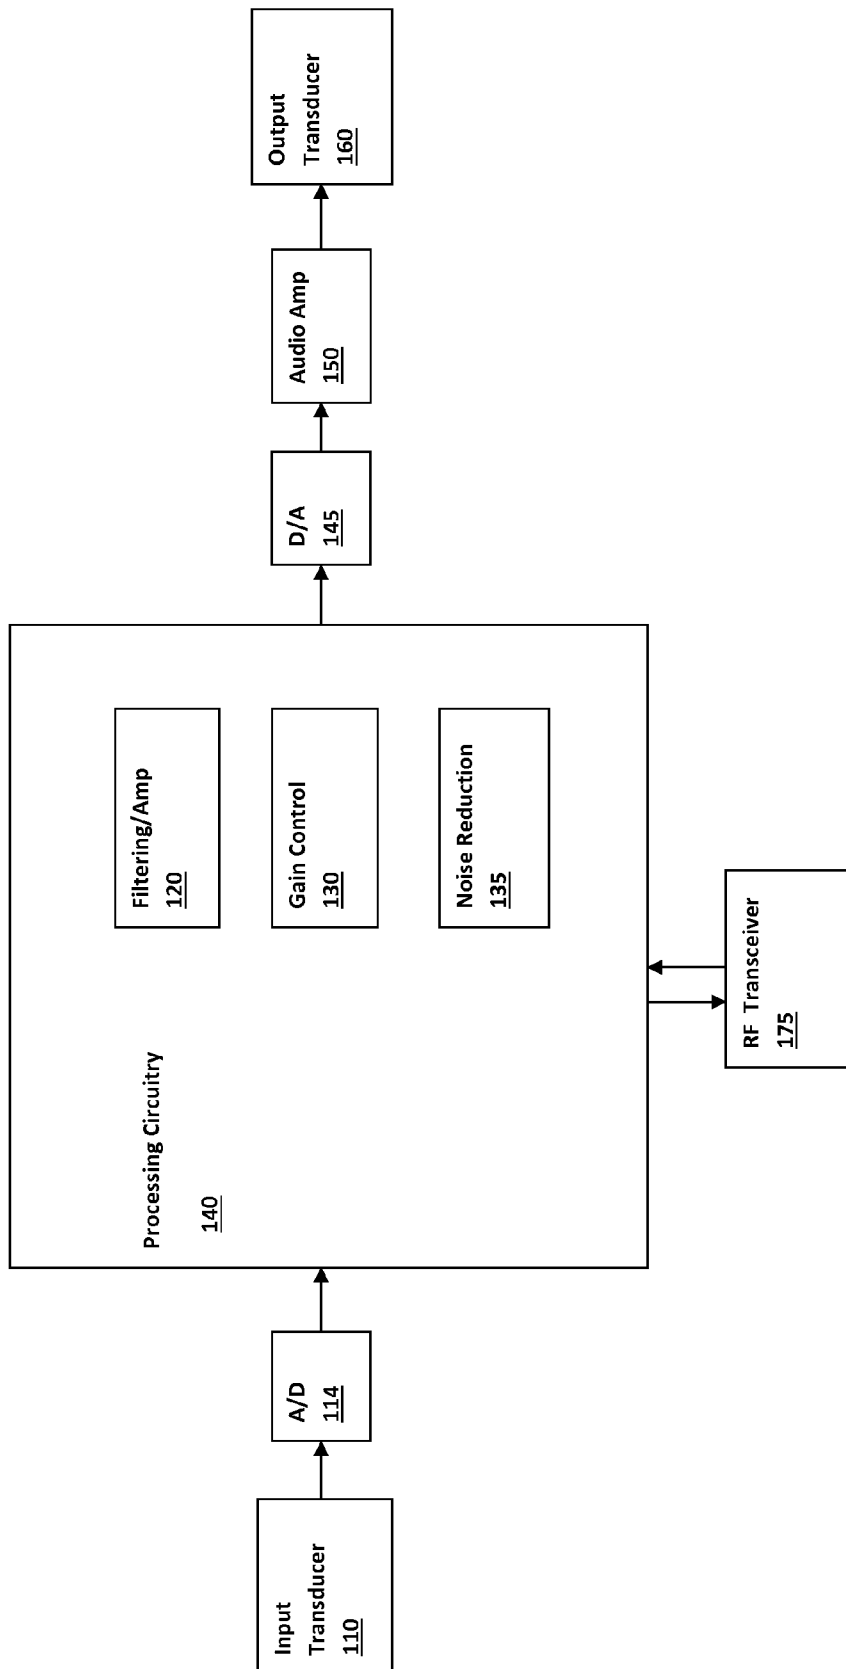 Input
Transducer
110
A/D
114
Processing Circuitry
140
Filtering/Amp
120
Gain Control
130
Noise Reduction
135
RF Transceiver
175
D/A
145
Audio Amp
150
Output
Transducer
160